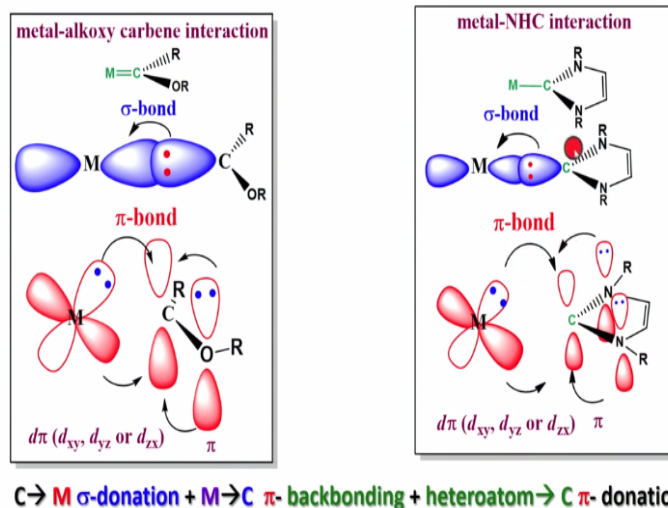 metal-alkoxy carbene interaction
M=C
R
OR
σ-bond
M
C
R
OR
π-bond
M
R
C
O-R
dπ (dxy, dyz or dzx)
π
metal-NHC interaction
R
N
M-C
N
R
σ-bond
R
N
M
C
N
R
π-bond
R
N
M
C
N
R
dπ (dxy, dyz or dzx)
π
C→ M σ-donation + M→C π- backbonding + heteroatom→ C π- donatio